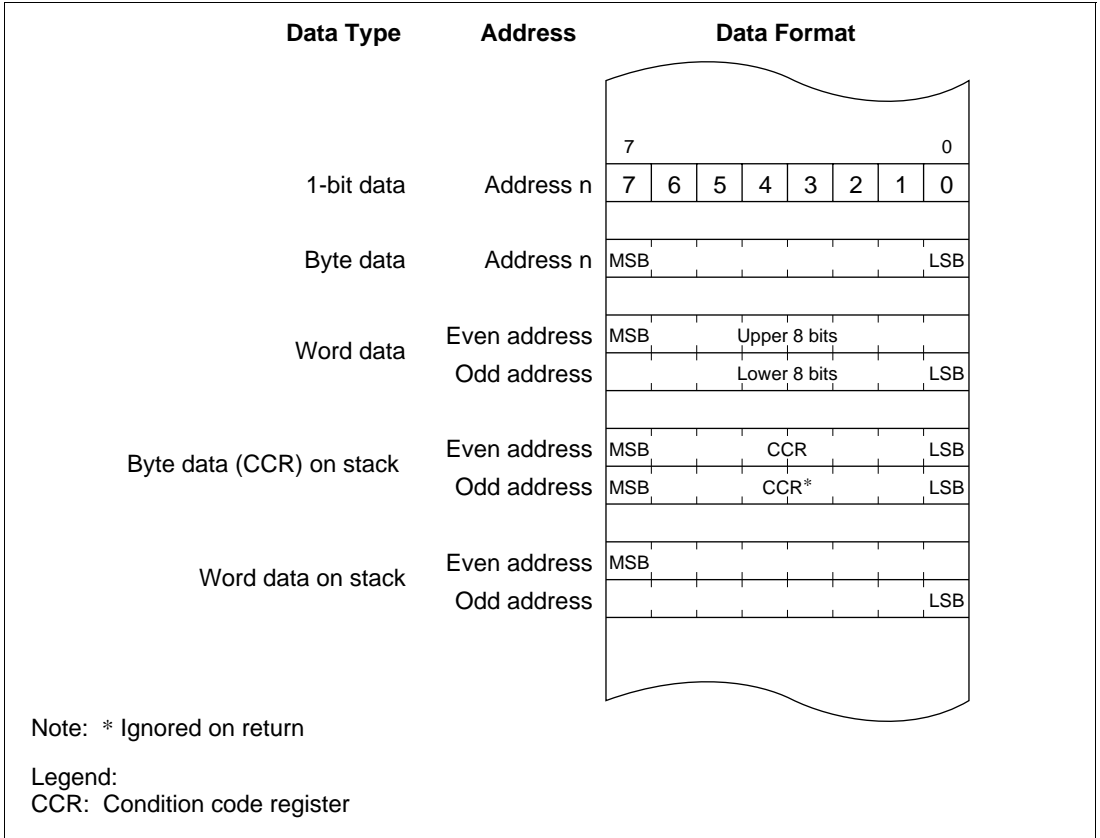 Data Type Address Data Format
7 0
1-bit data Address n 7 6 5 4 3 2 1 0
Byte data Address n MSB LSB
Word data
Even address MSB Upper 8 bits
Odd address Lower 8 bits LSB
Byte data (CCR) on stack
Even address MSB CCR LSB
Odd address MSB CCR* LSB
Word data on stack
Even address MSB
Odd address LSB
Note: * Ignored on return
Legend:
CCR: Condition code register